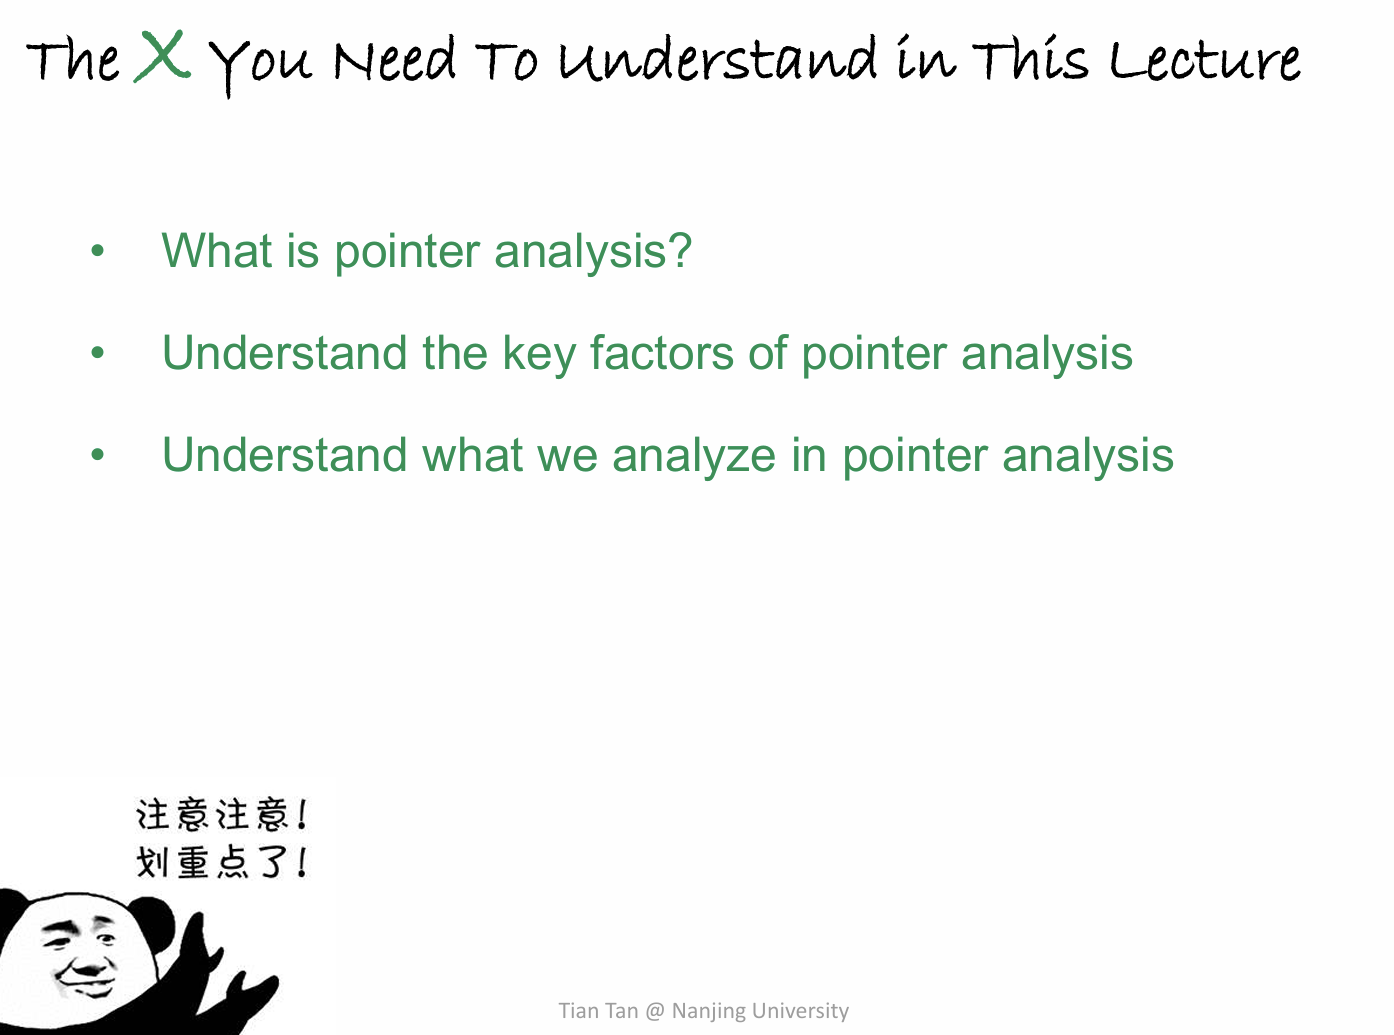 The X You Need To Understand in This Lecture
• What is pointer analysis?
• Understand the key factors of pointer analysis
• Understand what we analyze in pointer analysis
注意注意!
划重点了!
Tian Tan @ Nanjing University